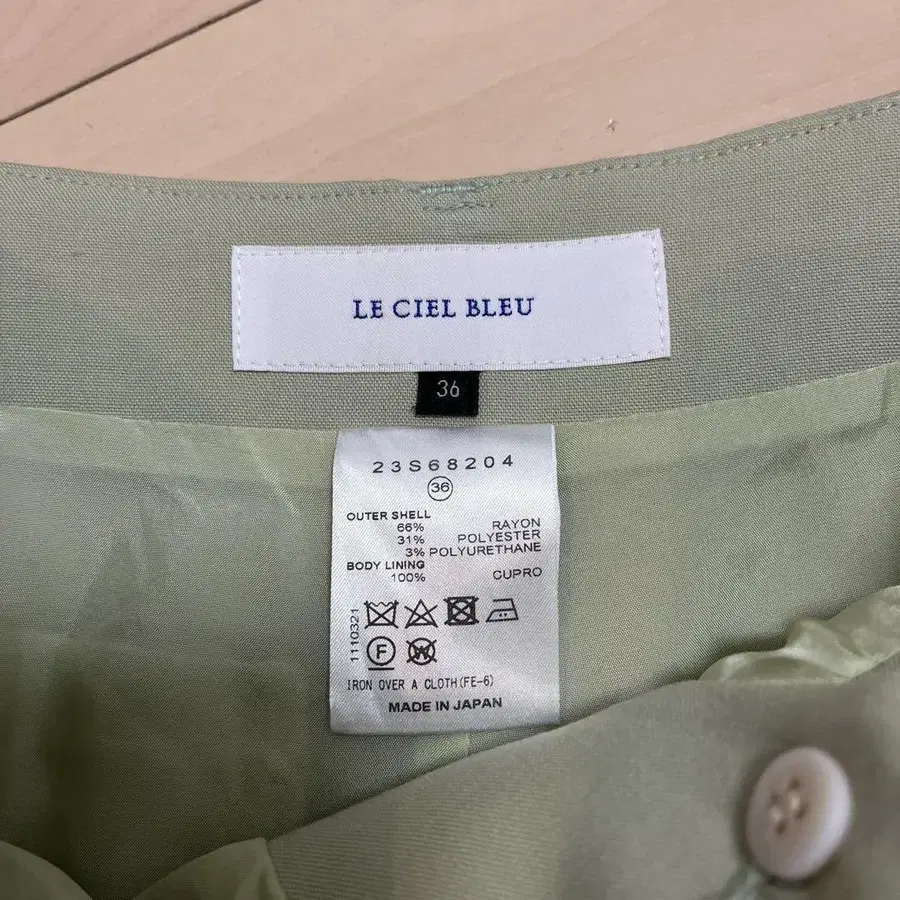 LE CIEL BLEU
36
23S68204
36
OUTER SHELL
66% RAYON
31% POLYESTER
3% POLYURETHANE
BODY LINING
100% CUPRO
1110321
F W
IRON OVER A CLOTH(FE-6)
MADE IN JAPAN